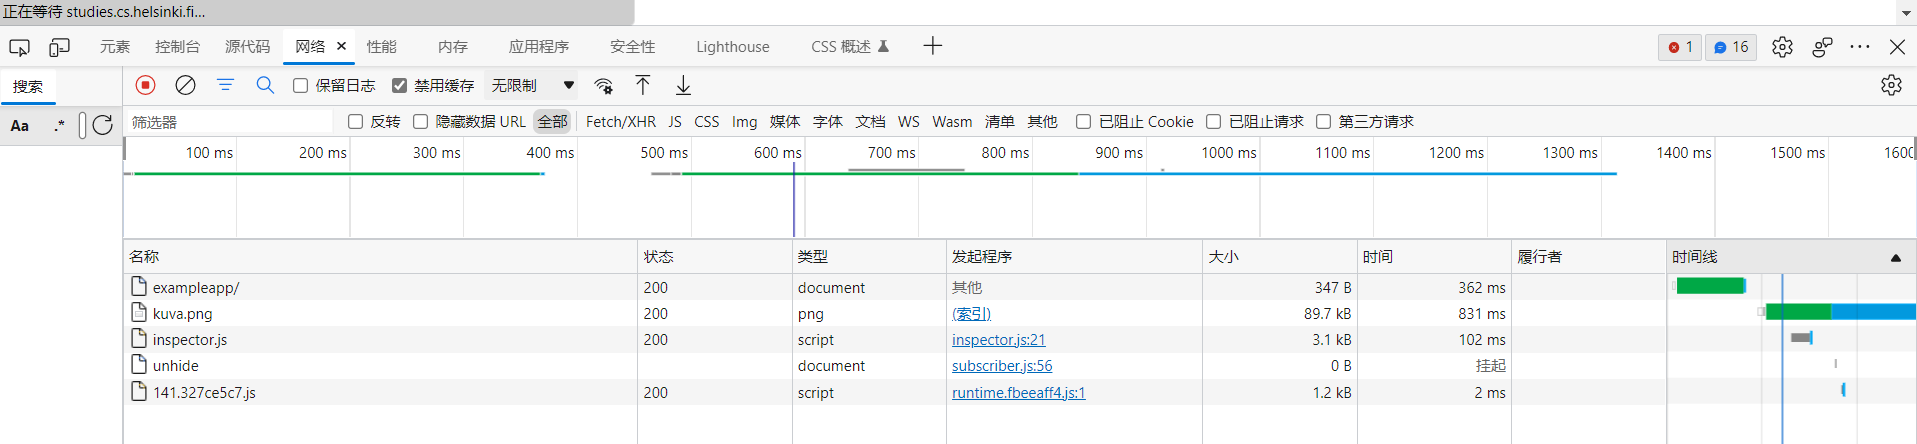 正在等待 studies.cs.helsinki.fi...
元素 控制台 源代码 网络 × 性能 内存 应用程序 安全性 Lighthouse CSS 概述 1 16
搜索 保留日志 禁用缓存 无限制
Aa .* 筛选器 反转 隐藏数据 URL 全部 Fetch/XHR JS CSS Img 媒体 字体 文档 WS Wasm 清单 其他 已阻止 Cookie 已阻止请求 第三方请求
100 ms 200 ms 300 ms 400 ms 500 ms 600 ms 700 ms 800 ms 900 ms 1000 ms 1100 ms 1200 ms 1300 ms 1400 ms 1500 ms 1600
名称 状态 类型 发起程序 大小 时间 履行者 时间线
exampleapp/ 200 document 其他 347 B 362 ms
kuva.png 200 png (索引) 89.7 kB 831 ms
inspector.js 200 script inspector.js:21 3.1 kB 102 ms
unhide document subscriber.js:56 0 B 挂起
141.327ce5c7.js 200 script runtime.fbeeaff4.js:1 1.2 kB 2 ms